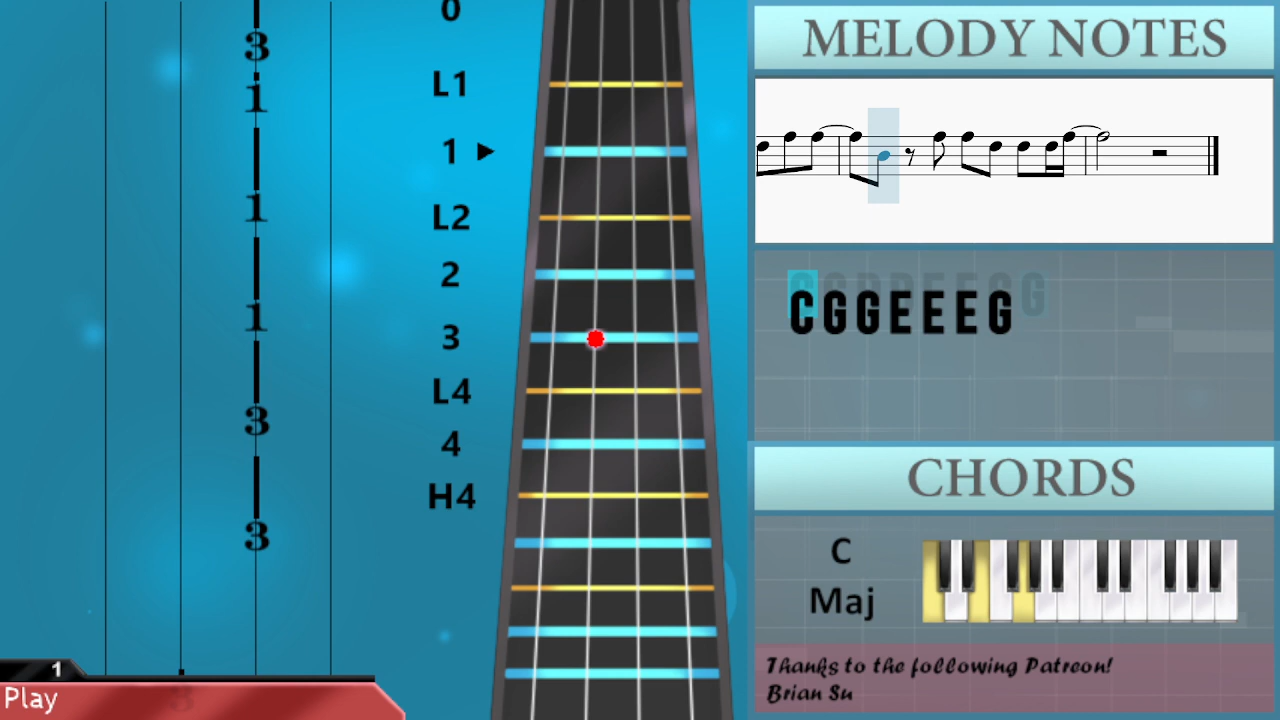 3
1
1
1
3
3
1
Play
3
0
L1
1
L2
2
3
L4
4
H4
MELODY NOTES
CGGEEEG
CHORDS
C
Maj
Thanks to the following Patreon!
Brian Su